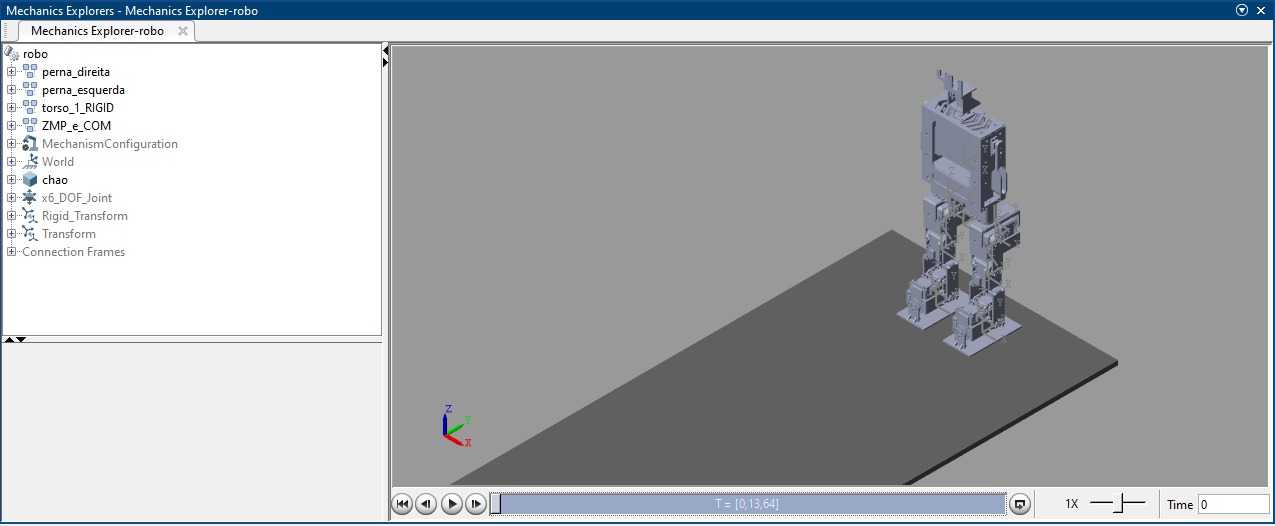 Mechanics Explorers - Mechanics Explorer-robo
Mechanics Explorer-robo
robo
perna_direita
perna_esquerda
torso_1_RIGID
ZMP_e_COM
MechanismConfiguration
World
chao
x6_DOF_Joint
Rigid_Transform
Transform
Connection Frames
Z
Y
X
T = [0,13,64]
1X
Time 0